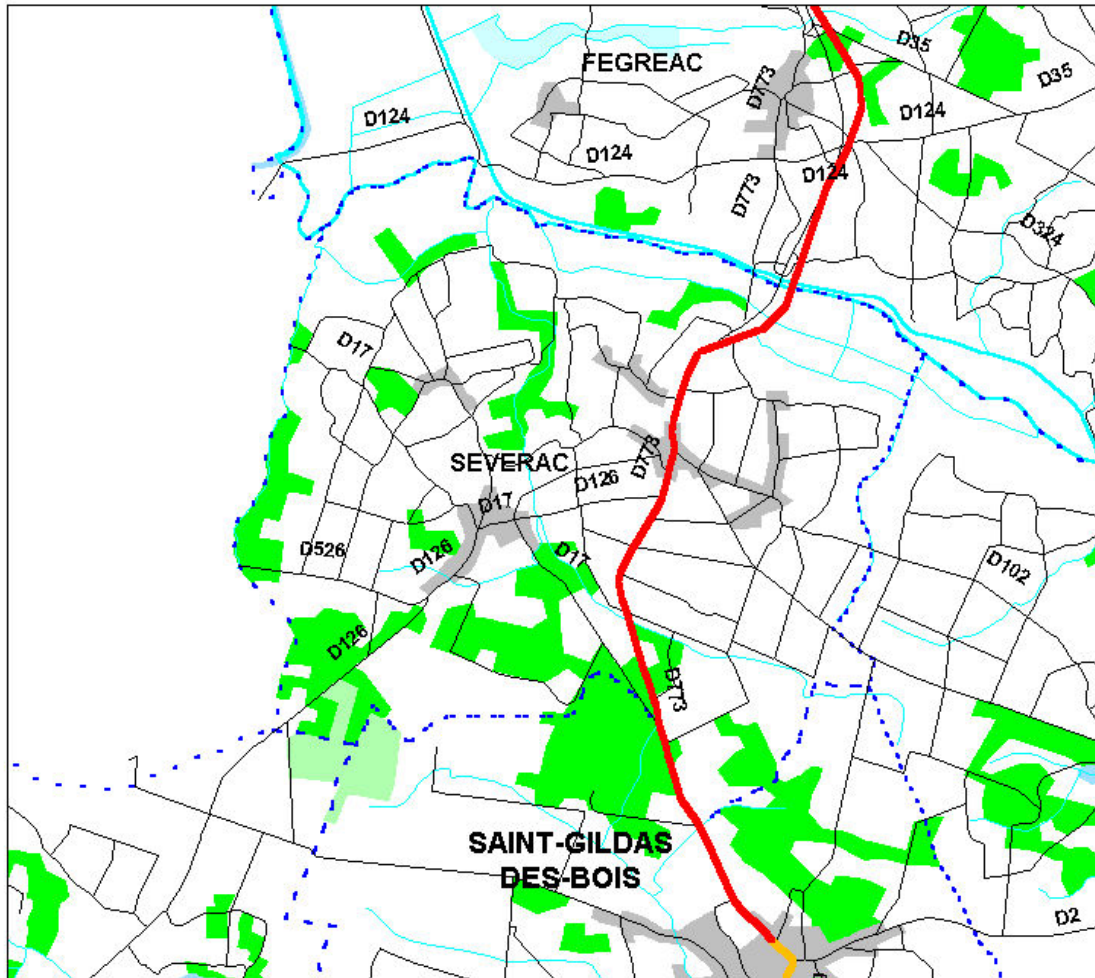 D35
FEGREAC
D773
D35
D124
D124
D124
D124
D773
D324
D17
SEVERAC
D773
D126
D17
D526
D126
D17
D102
D126
D773
SAINT-GILDAS
DES-BOIS
D2